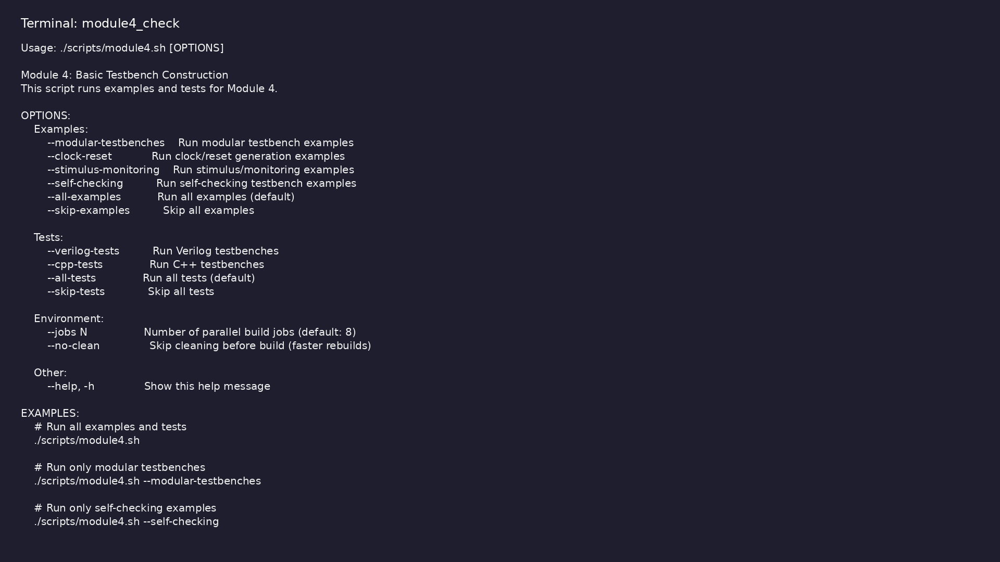 Terminal: module4_check
Usage: ./scripts/module4.sh [OPTIONS]
Module 4: Basic Testbench Construction
This script runs examples and tests for Module 4.
OPTIONS:
Examples:
--modular-testbenches    Run modular testbench examples
--clock-reset            Run clock/reset generation examples
--stimulus-monitoring    Run stimulus/monitoring examples
--self-checking          Run self-checking testbench examples
--all-examples           Run all examples (default)
--skip-examples          Skip all examples
Tests:
--verilog-tests          Run Verilog testbenches
--cpp-tests              Run C++ testbenches
--all-tests              Run all tests (default)
--skip-tests             Skip all tests
Environment:
--jobs N                 Number of parallel build jobs (default: 8)
--no-clean               Skip cleaning before build (faster rebuilds)
Other:
--help, -h               Show this help message
EXAMPLES:
# Run all examples and tests
./scripts/module4.sh
# Run only modular testbenches
./scripts/module4.sh --modular-testbenches
# Run only self-checking examples
./scripts/module4.sh --self-checking